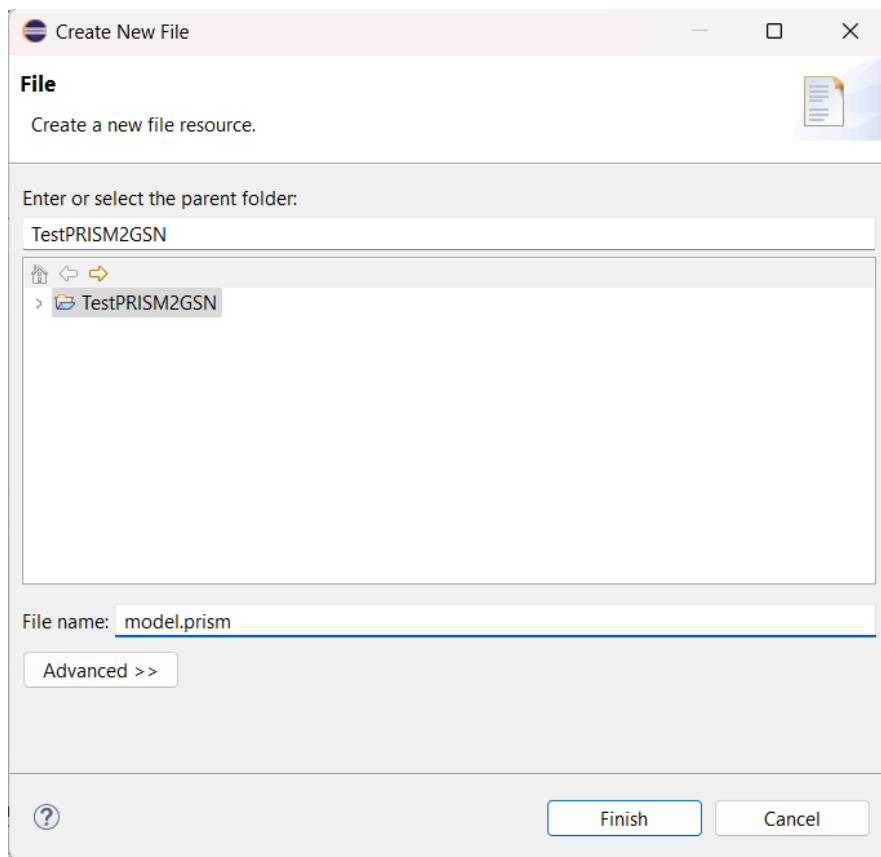 Create New File
File
Create a new file resource.
Enter or select the parent folder:
TestPRISM2GSN
TestPRISM2GSN
File name: model.prism
Advanced >>
Finish Cancel